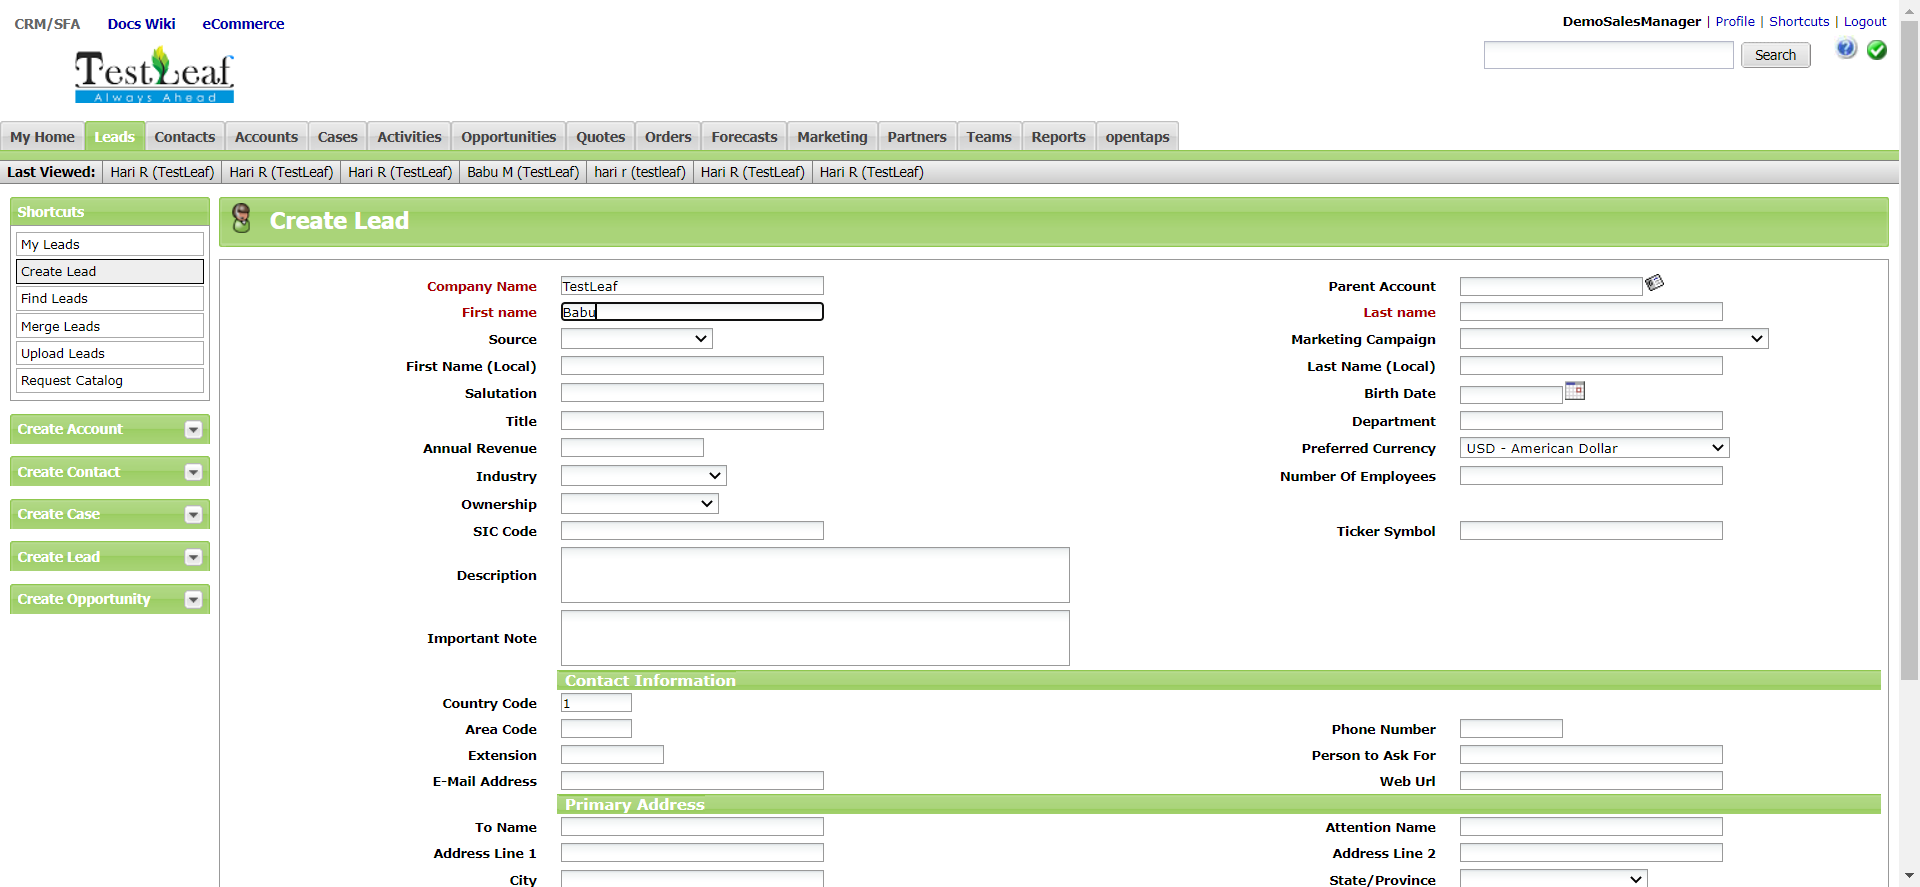 CRM/SFA Docs Wiki eCommerce
DemoSalesManager | Profile | Shortcuts | Logout
TestLeaf
Always Ahead
Search
?
My Home Leads Contacts Accounts Cases Activities Opportunities Quotes Orders Forecasts Marketing Partners Teams Reports opentaps
Last Viewed: Hari R (TestLeaf) Hari R (TestLeaf) Hari R (TestLeaf) Babu M (TestLeaf) hari r (testleaf) Hari R (TestLeaf) Hari R (TestLeaf)
Shortcuts
My Leads
Create Lead
Find Leads
Merge Leads
Upload Leads
Request Catalog
Create Account
Create Contact
Create Case
Create Lead
Create Opportunity
Create Lead
Company Name TestLeaf Parent Account
First name Babu Last name
Source Marketing Campaign
First Name (Local) Last Name (Local)
Salutation Birth Date
Title Department
Annual Revenue Preferred Currency USD - American Dollar
Industry Number Of Employees
Ownership
SIC Code Ticker Symbol
Description
Important Note
Contact Information
Country Code 1
Area Code Phone Number
Extension Person to Ask For
E-Mail Address Web Url
Primary Address
To Name Attention Name
Address Line 1 Address Line 2
City State/Province